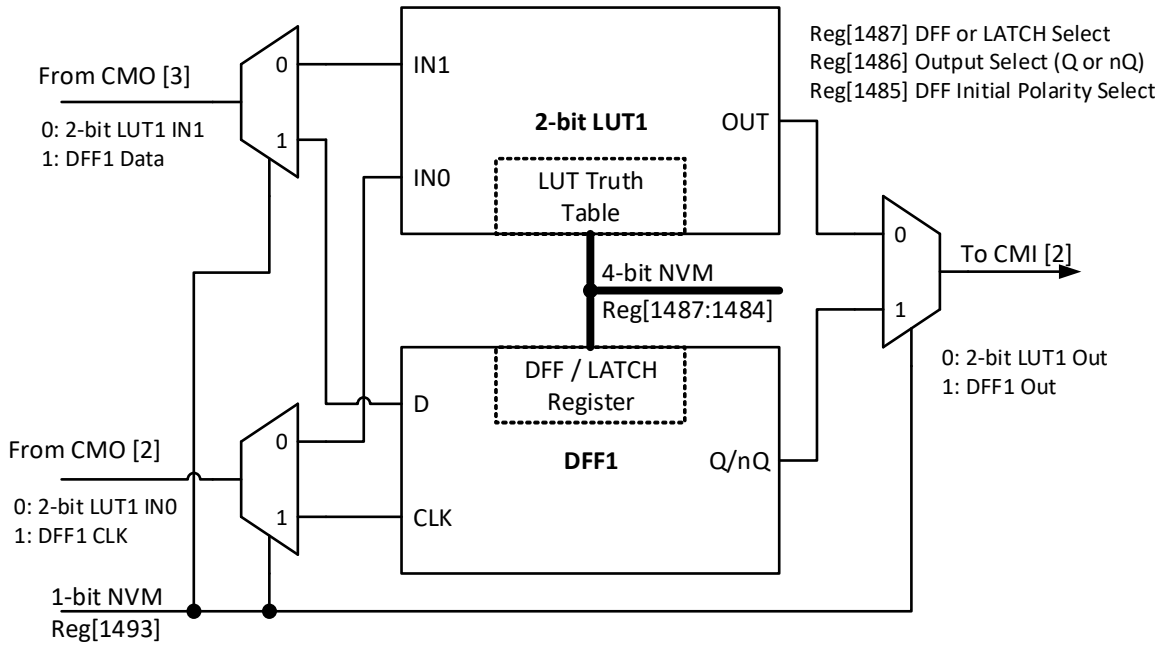 Reg[1487] DFF or LATCH Select
Reg[1486] Output Select (Q or nQ)
Reg[1485] DFF Initial Polarity Select
From CMO [3]
0: 2-bit LUT1 IN1
1: DFF1 Data
0
1
IN1
IN0
2-bit LUT1
OUT
LUT Truth
Table
4-bit NVM
Reg[1487:1484]
0
1
To CMI [2]
0: 2-bit LUT1 Out
1: DFF1 Out
From CMO [2]
0: 2-bit LUT1 IN0
1: DFF1 CLK
0
1
D
CLK
DFF / LATCH
Register
DFF1
Q/nQ
1-bit NVM
Reg[1493]